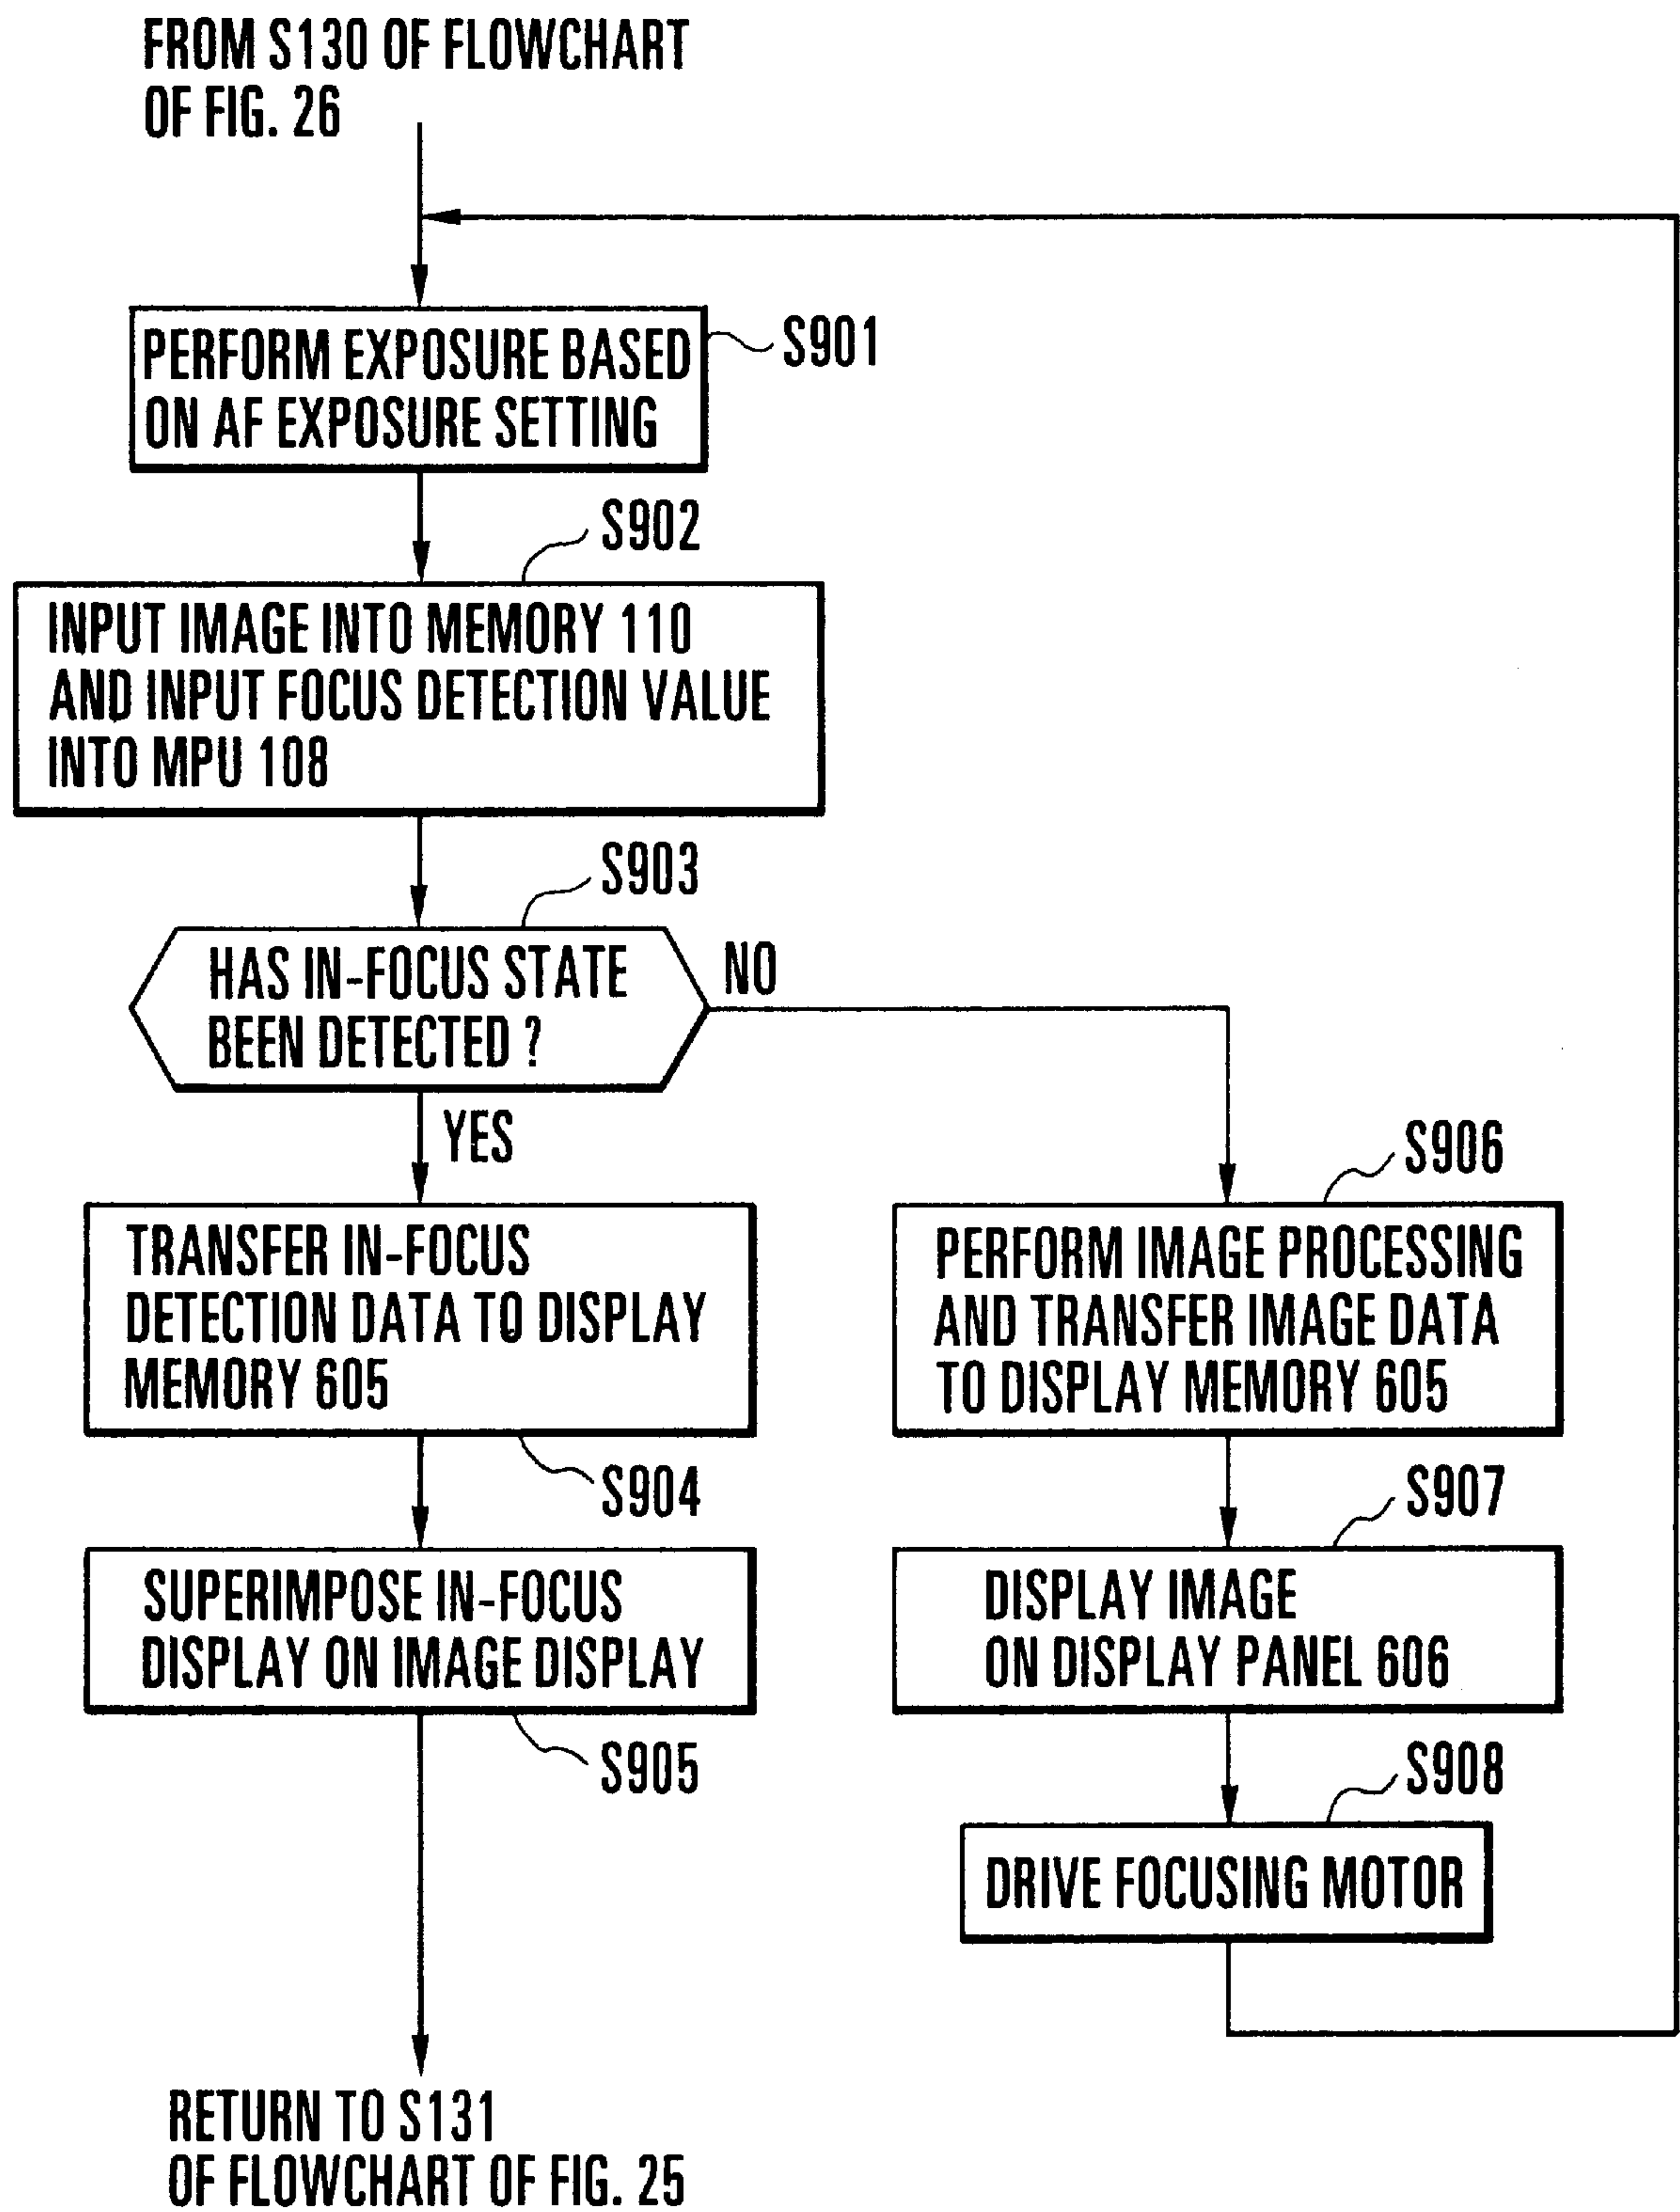 FROM S130 OF FLOWCHART
OF FIG. 26
PERFORM EXPOSURE BASED
ON AF EXPOSURE SETTING
S901
S902
INPUT IMAGE INTO MEMORY 110
AND INPUT FOCUS DETECTION VALUE
INTO MPU 108
S903
HAS IN-FOCUS STATE
BEEN DETECTED ?
NO
YES
TRANSFER IN-FOCUS
DETECTION DATA TO DISPLAY
MEMORY 605
S904
SUPERIMPOSE IN-FOCUS
DISPLAY ON IMAGE DISPLAY
S905
S906
PERFORM IMAGE PROCESSING
AND TRANSFER IMAGE DATA
TO DISPLAY MEMORY 605
S907
DISPLAY IMAGE
ON DISPLAY PANEL 606
S908
DRIVE FOCUSING MOTOR
RETURN TO S131
OF FLOWCHART OF FIG. 25